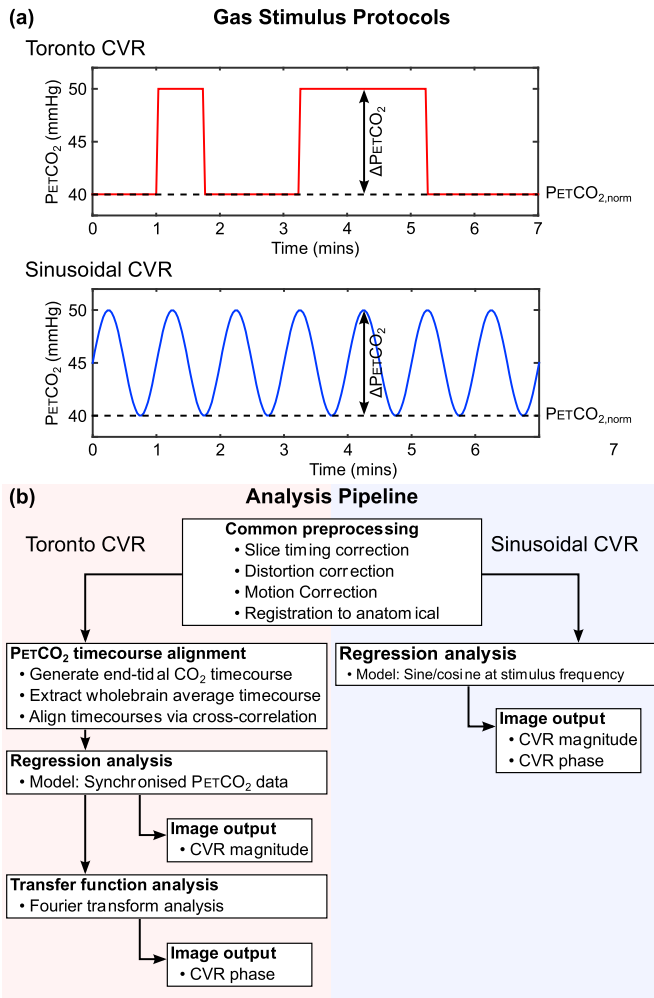 (a) Gas Stimulus Protocols
Toronto CVR
PETCO2 (mmHg)
50
45
40
ΔPETCO2
PETCO2,norm
0 1 2 3 4 5 6 7
Time (mins)
Sinusoidal CVR
PETCO2 (mmHg)
50
45
40
ΔPETCO2
PETCO2,norm
0 1 2 3 4 5 6 7
Time (mins)
(b) Analysis Pipeline
Toronto CVR
Sinusoidal CVR
Common preprocessing
• Slice timing correction
• Distortion correction
• Motion Correction
• Registration to anatomical
PETCO2 timecourse alignment
• Generate end-tidal CO2 timecourse
• Extract wholebrain average timecourse
• Align timecourses via cross-correlation
Regression analysis
• Model: Synchronised PETCO2 data
Image output
• CVR magnitude
Transfer function analysis
• Fourier transform analysis
Image output
• CVR phase
Regression analysis
• Model: Sine/cosine at stimulus frequency
Image output
• CVR magnitude
• CVR phase